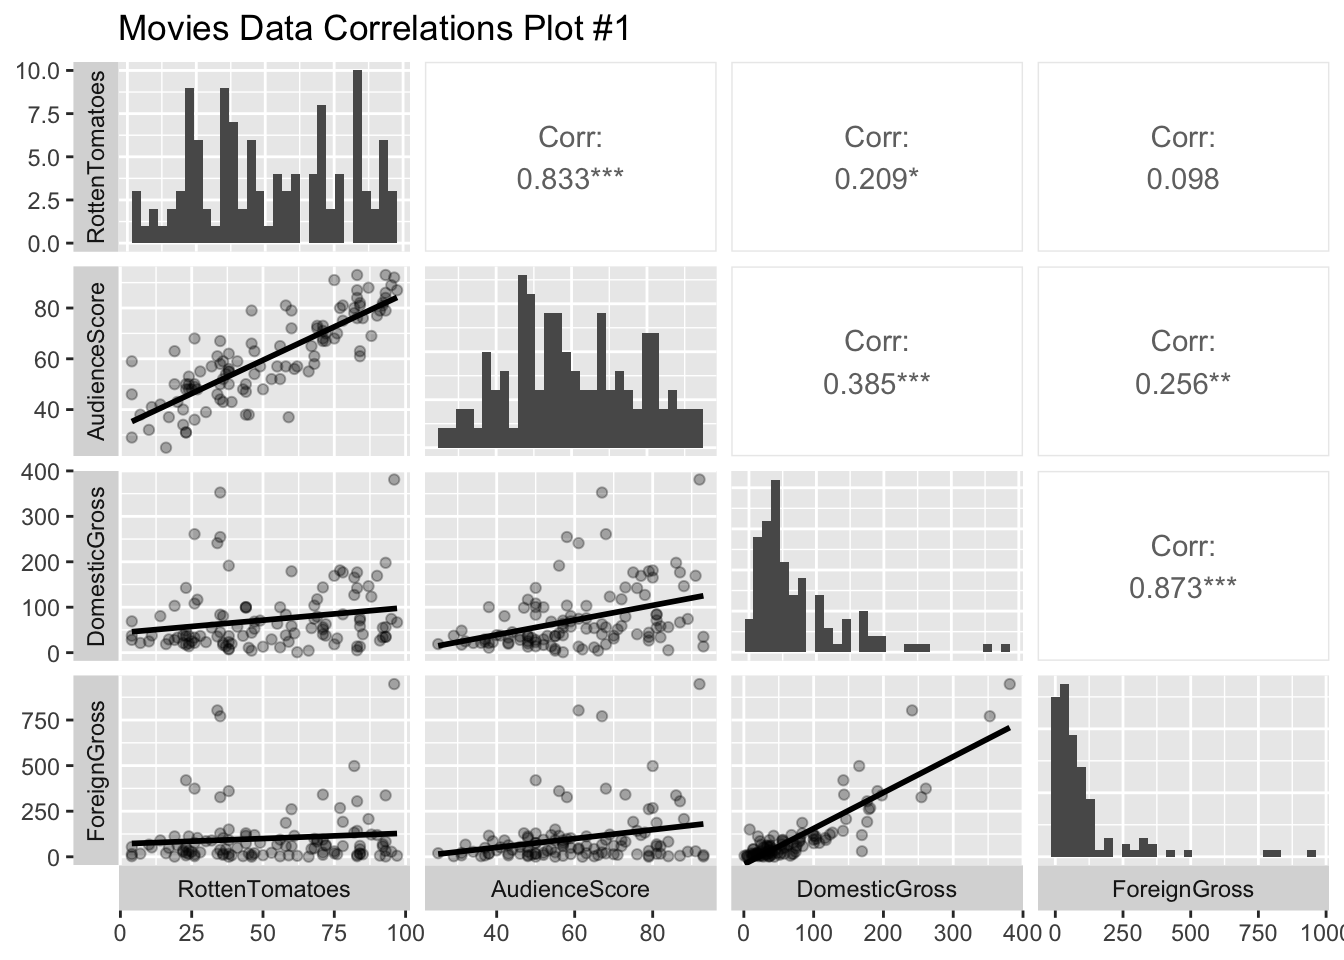 Movies Data Correlations Plot #1
10.0
7.5
5.0
2.5
0.0
RottenTomatoes
Corr:
0.833***
Corr:
0.209*
Corr:
0.098
80
60
40
AudienceScore
Corr:
0.385***
Corr:
0.256**
400
300
200
100
0
DomesticGross
Corr:
0.873***
750
500
250
0
ForeignGross
RottenTomatoes AudienceScore DomesticGross ForeignGross
0 25 50 75 100 40 60 80 0 100 200 300 400 0 250 500 750 1000